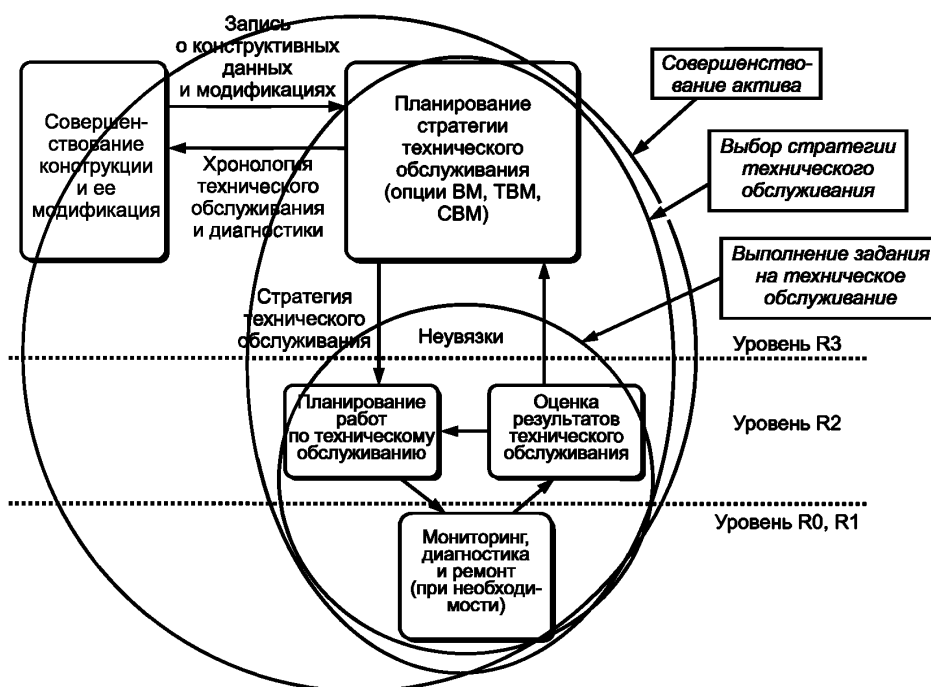 Запись
о конструктивных
данных
и модификациях
Совершен-
ствование
конструкции
и ее
модификация
Хронология
технического
обслуживания
и диагностики
Планирование
стратегии
технического
обслуживания
(опции BM, TBM,
CBM)
Совершенство-
вание актива
Выбор стратегии
технического
обслуживания
Выполнение задания
на техническое
обслуживание
Стратегия
технического
обслуживания
Неувязки
Уровень R3
Планирование
работ
по техническому
обслуживанию
Оценка
результатов
технического
обслуживания
Уровень R2
Уровень R0, R1
Мониторинг,
диагностика
и ремонт
(при необходи-
мости)